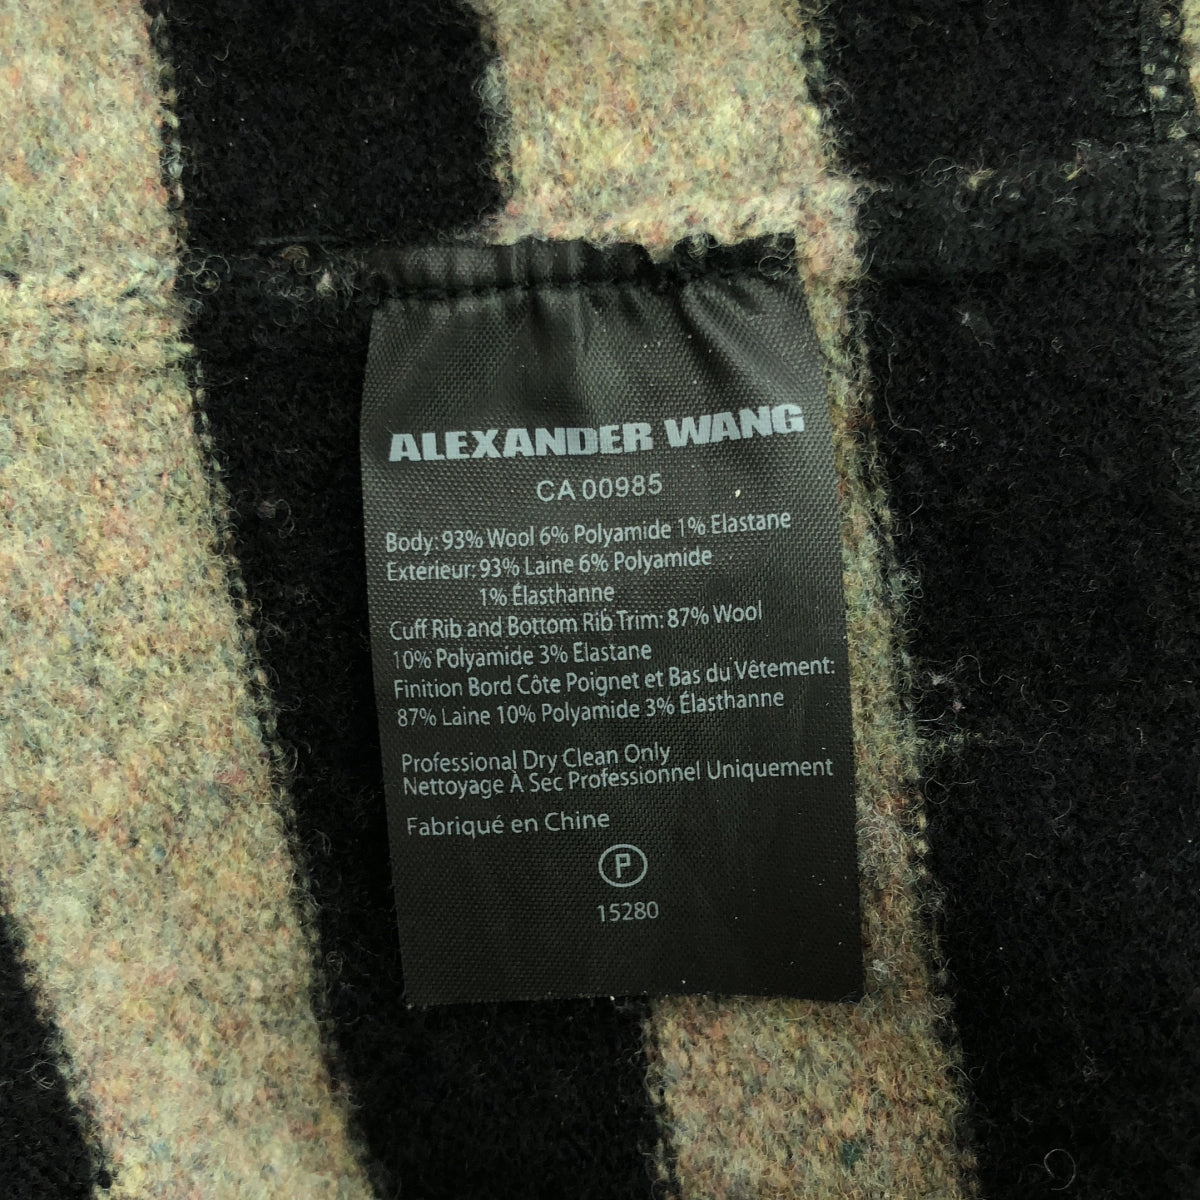 ALEXANDER WANG
CA 00985
Body: 93% Wool 6% Polyamide 1% Elastane
Extérieur: 93% Laine 6% Polyamide
1% Élasthanne
Cuff Rib and Bottom Rib Trim: 87% Wool
10% Polyamide 3% Elastane
Finition Bord Côte Poignet et Bas du Vêtement:
87% Laine 10% Polyamide 3% Élasthanne
Professional Dry Clean Only
Nettoyage À Sec Professionnel Uniquement
Fabriqué en Chine
P
15280